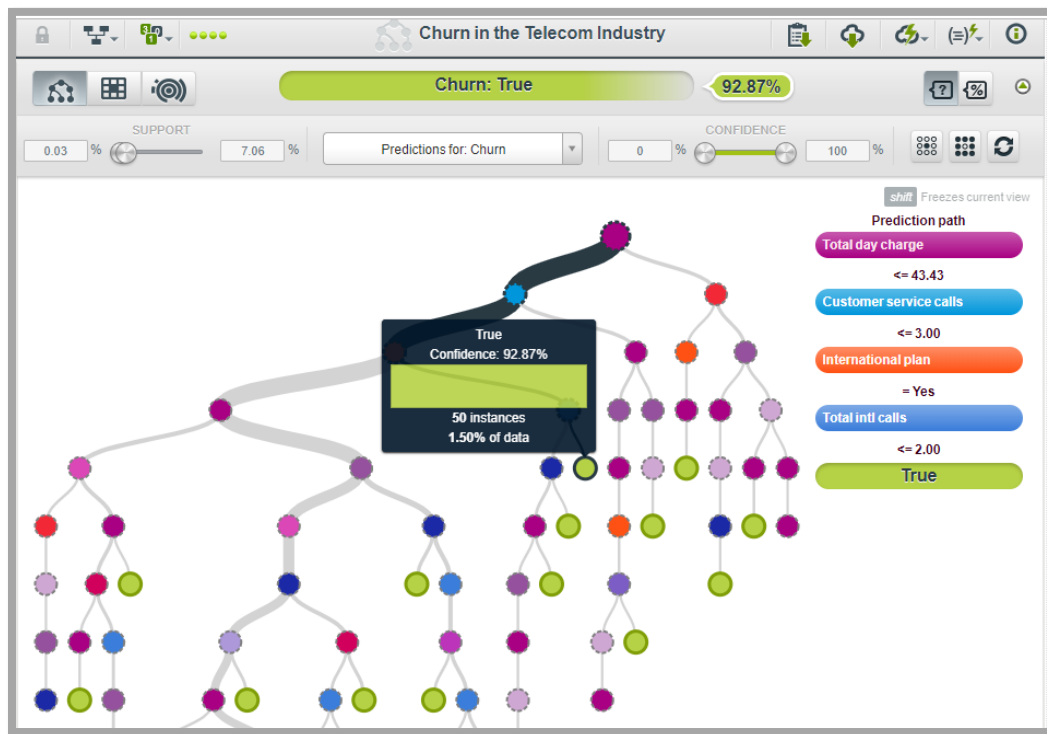 Churn in the Telecom Industry
Churn: True
92.87%
SUPPORT
CONFIDENCE
0.03 %
7.06 %
Predictions for: Churn
0 %
100 %
shift Freezes current view
Prediction path
Total day charge
<= 43.43
Customer service calls
<= 3.00
International plan
= Yes
Total intl calls
<= 2.00
True
True
Confidence: 92.87%
50 instances
1.50% of data